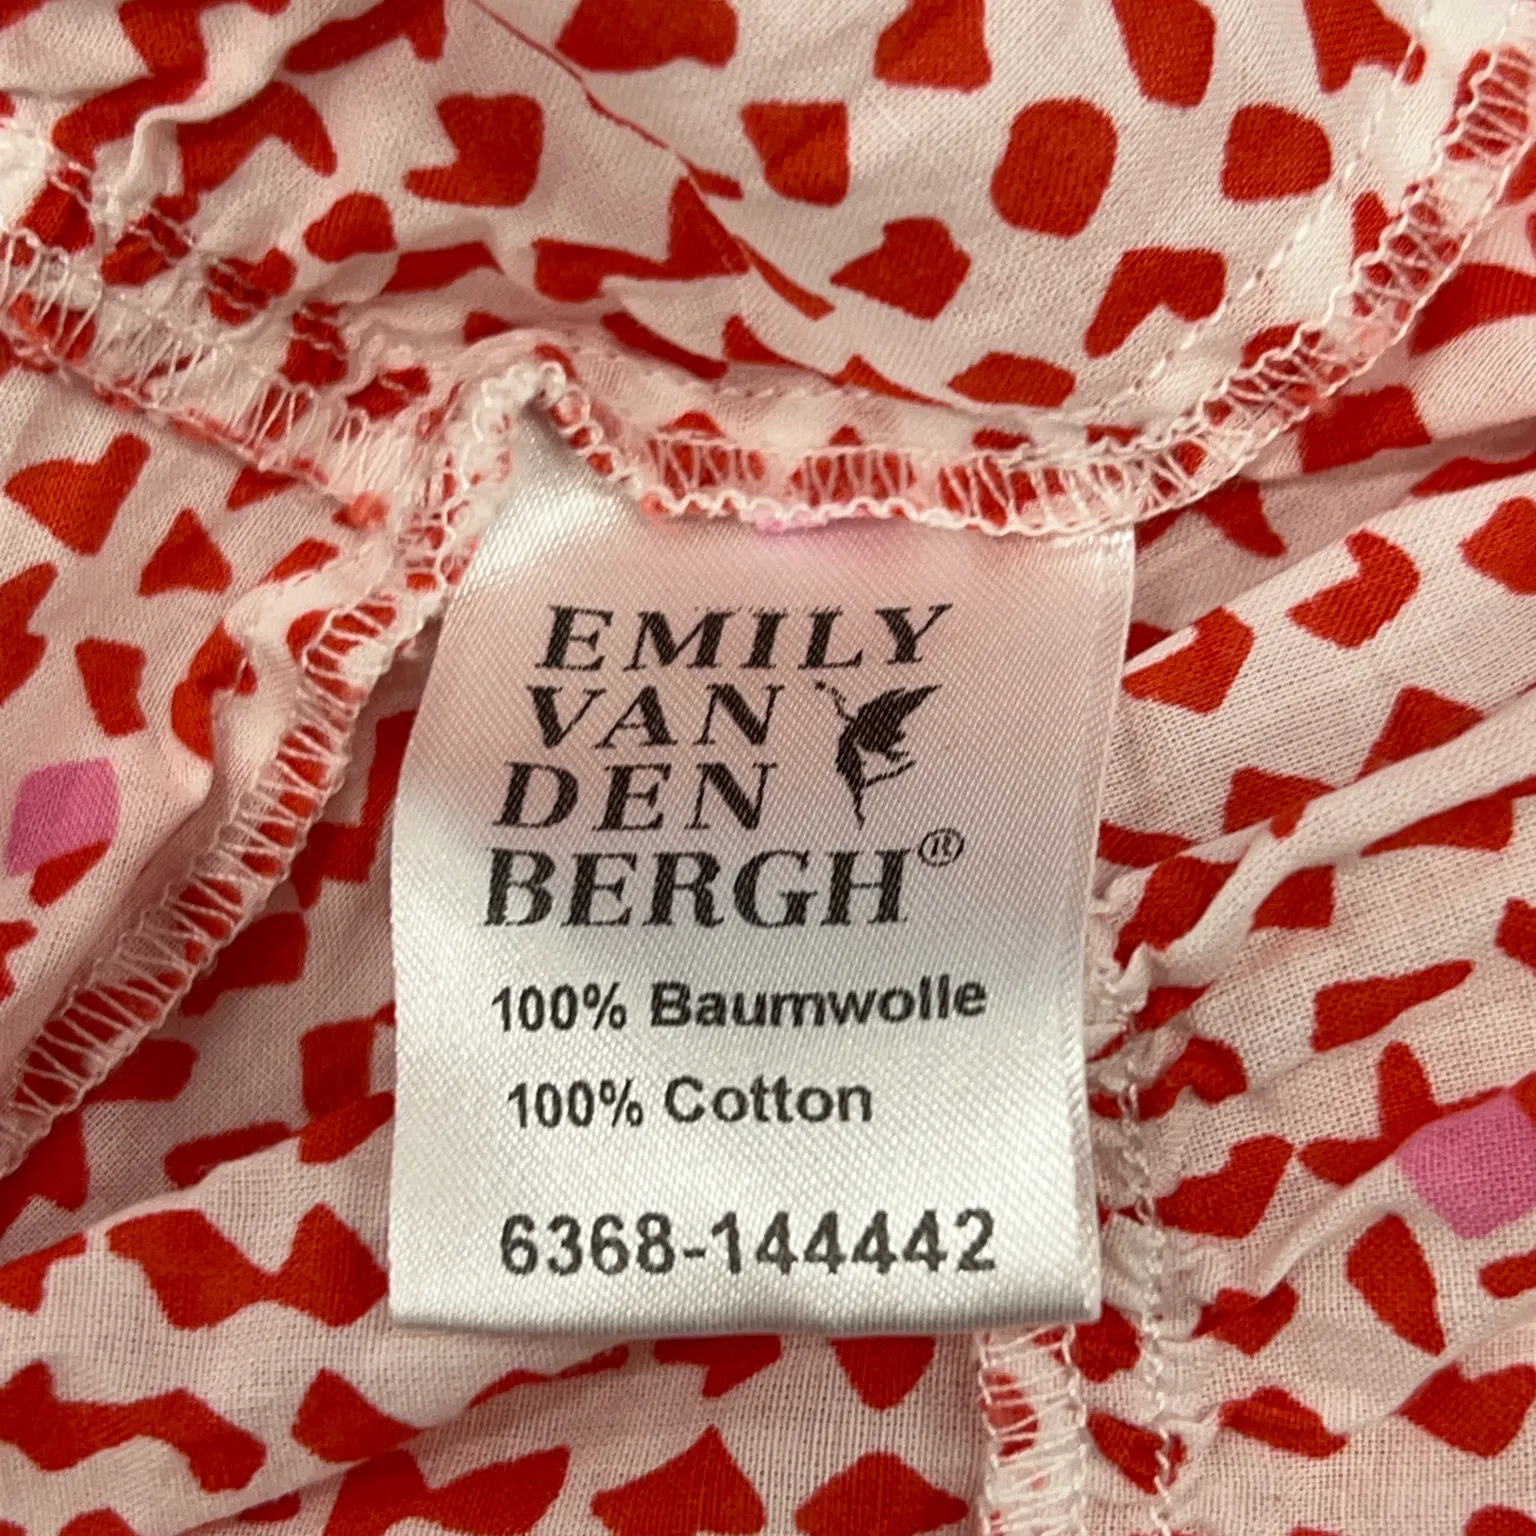 EMILY
VAN
DEN
BERGH®
100% Baumwolle
100% Cotton
6368-144442